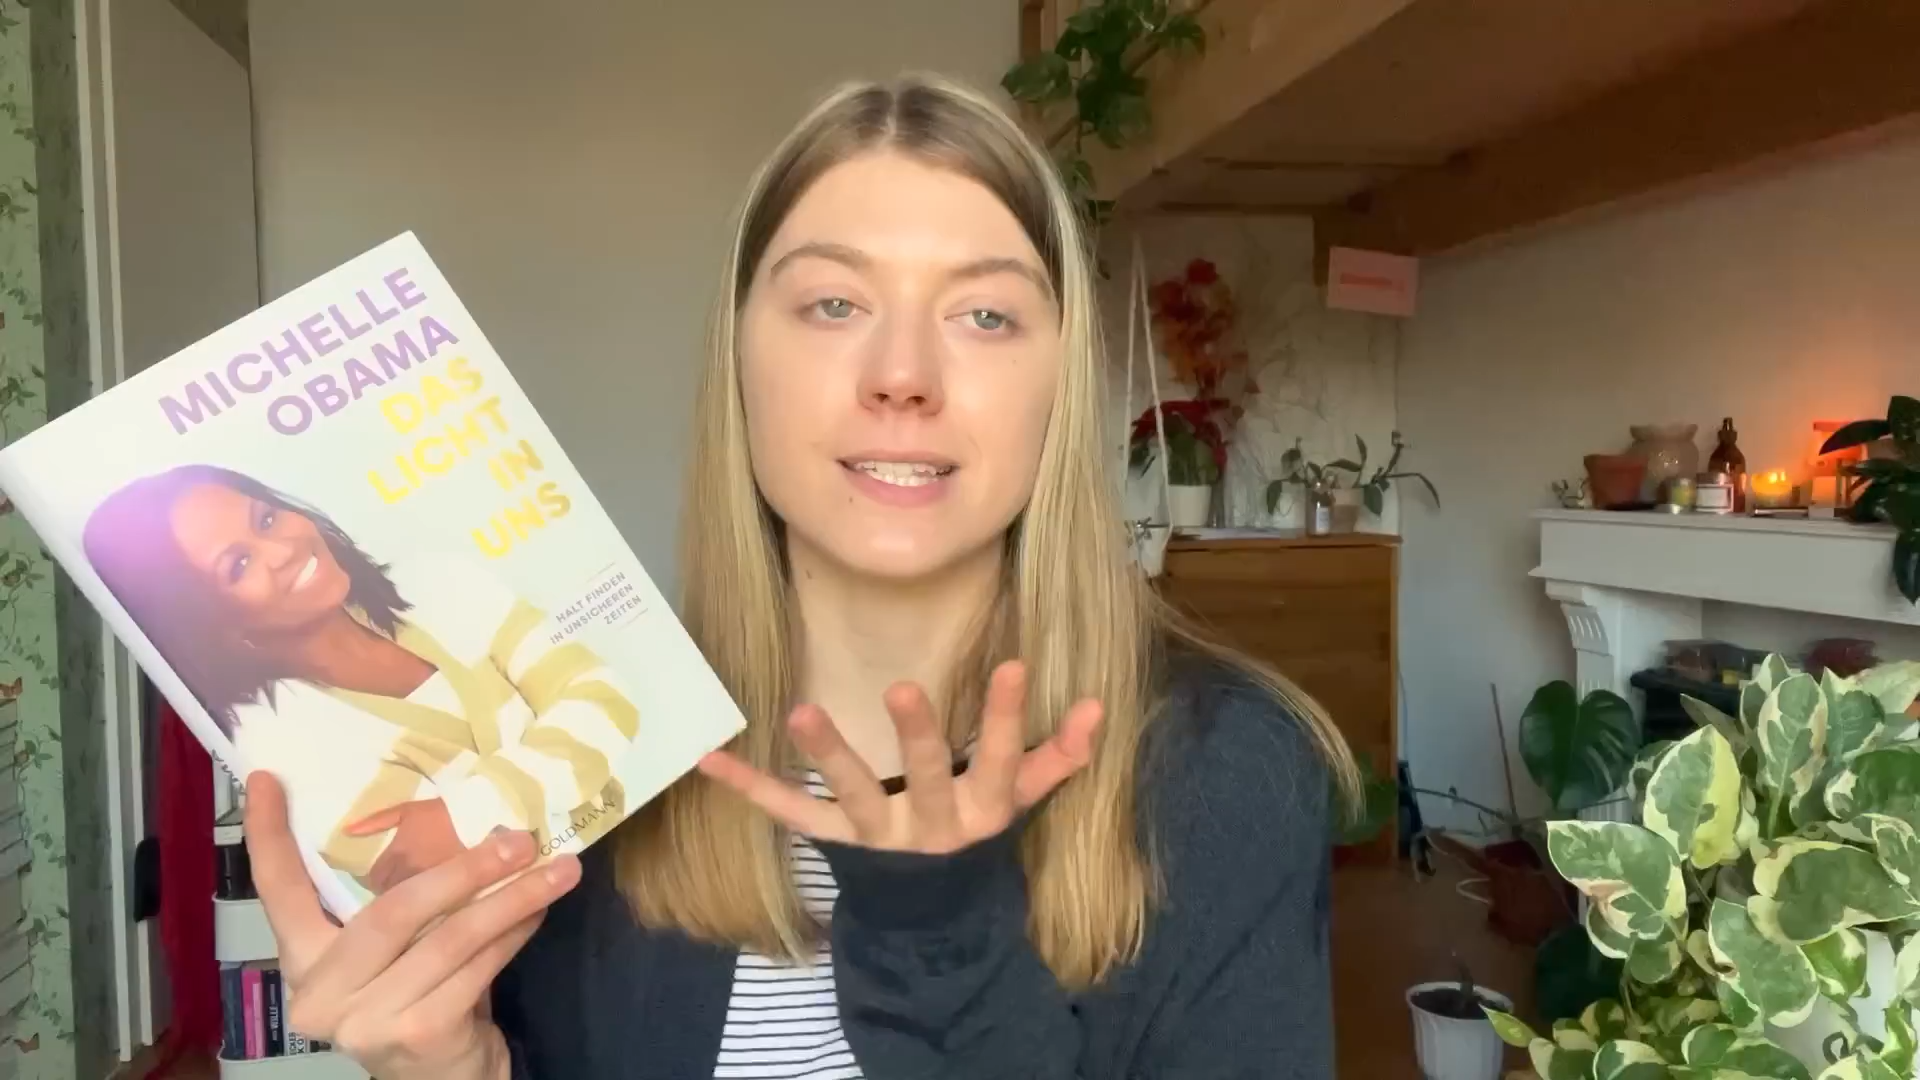 MICHELLE
OBAMA
DAS
LICHT
IN
UNS
HALT FINDEN
IN UNSICHEREN
ZEITEN
GOLDMANN